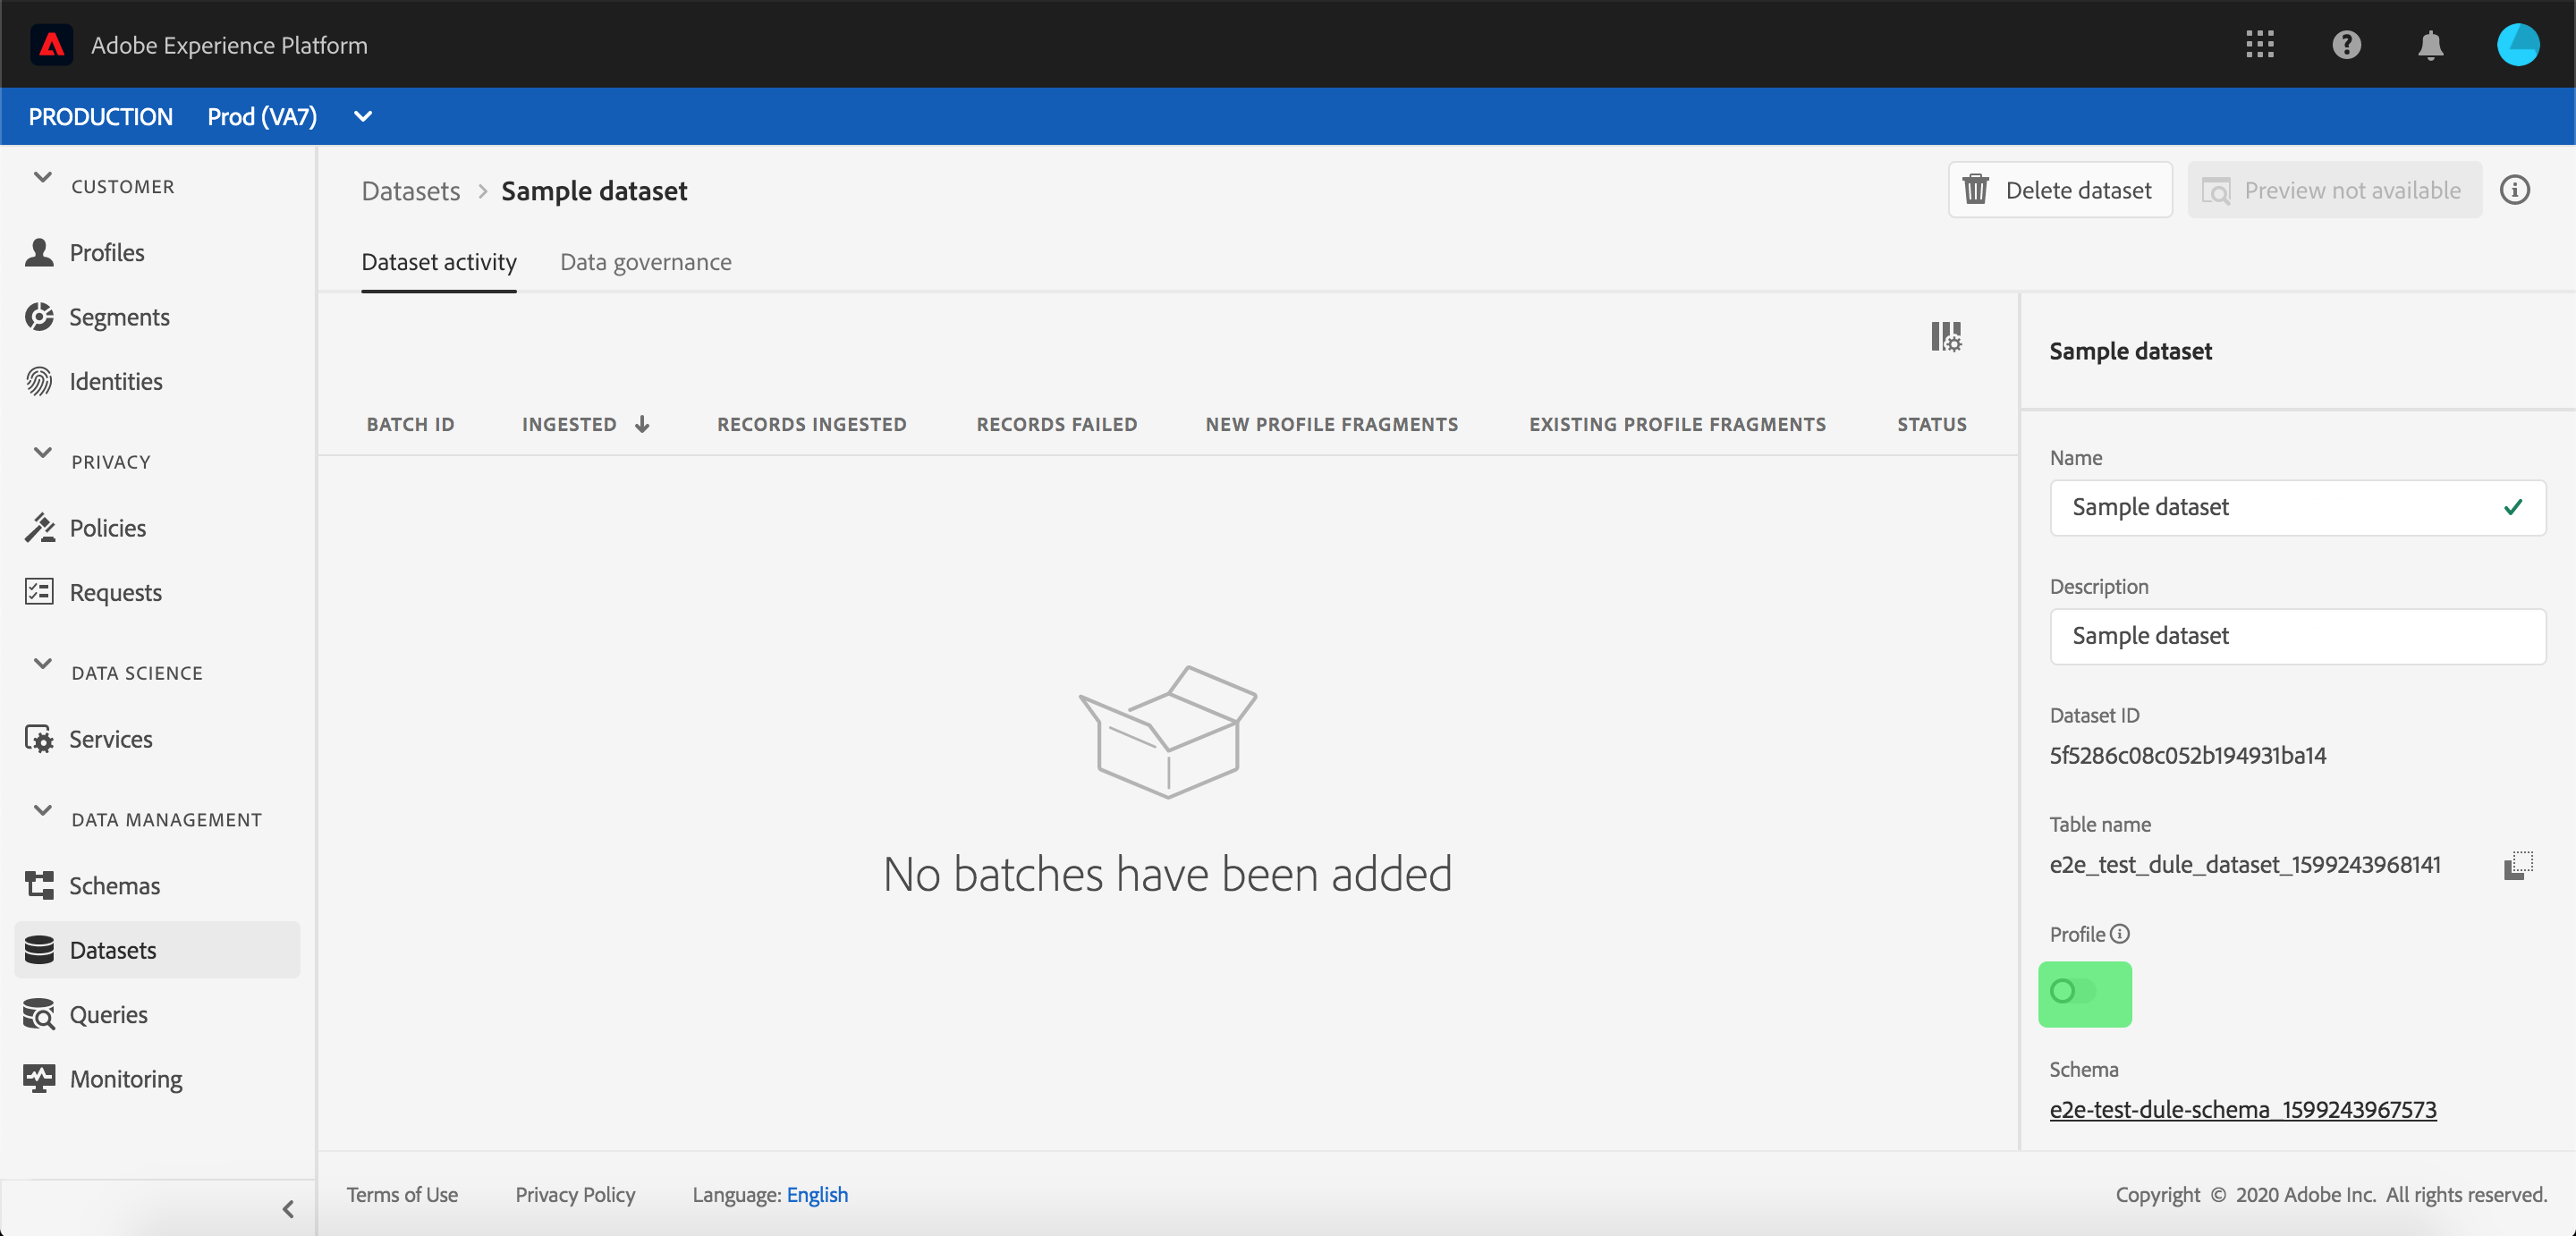 Adobe Experience Platform
PRODUCTION Prod (VA7)
CUSTOMER
Profiles
Segments
Identities
PRIVACY
Policies
Requests
DATA SCIENCE
Services
DATA MANAGEMENT
Schemas
Datasets
Queries
Monitoring
Datasets > Sample dataset
Delete dataset
Preview not available
Dataset activity Data governance
BATCH ID INGESTED RECORDS INGESTED RECORDS FAILED NEW PROFILE FRAGMENTS EXISTING PROFILE FRAGMENTS STATUS
No batches have been added
Sample dataset
Name
Sample dataset
Description
Sample dataset
Dataset ID
5f5286c08c052b194931ba14
Table name
e2e_test_dule_dataset_1599243968141
Profile
Schema
e2e-test-dule-schema_1599243967573
Terms of Use Privacy Policy Language: English
Copyright © 2020 Adobe Inc. All rights reserved.